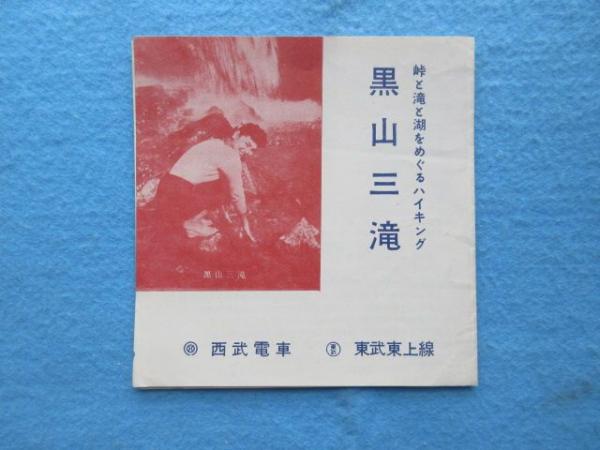 峠と滝と湖をめぐるハイキング
黒山三滝
黒山三滝
西武電車
東武東上線